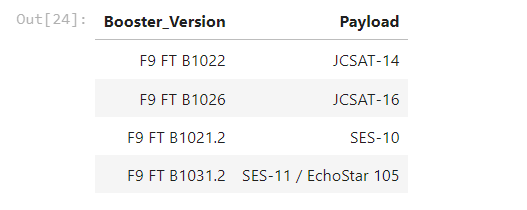 Out[24]:
Booster_Version Payload
F9 FT B1022 JCSAT-14
F9 FT B1026 JCSAT-16
F9 FT B1021.2 SES-10
F9 FT B1031.2 SES-11 / EchoStar 105